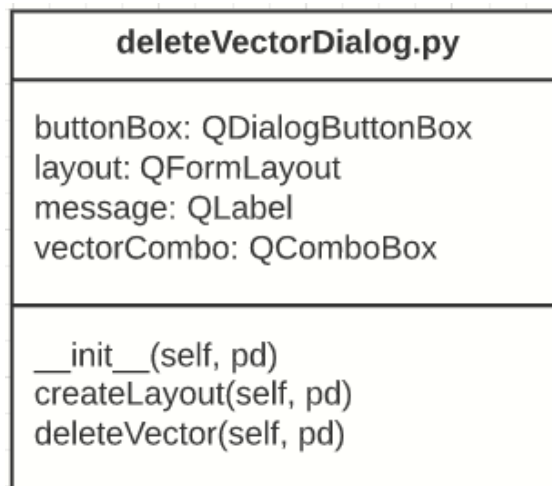 deleteVectorDialog.py
buttonBox: QDialogButtonBox
layout: QFormLayout
message: QLabel
vectorCombo: QComboBox
__init__(self, pd)
createLayout(self, pd)
deleteVector(self, pd)